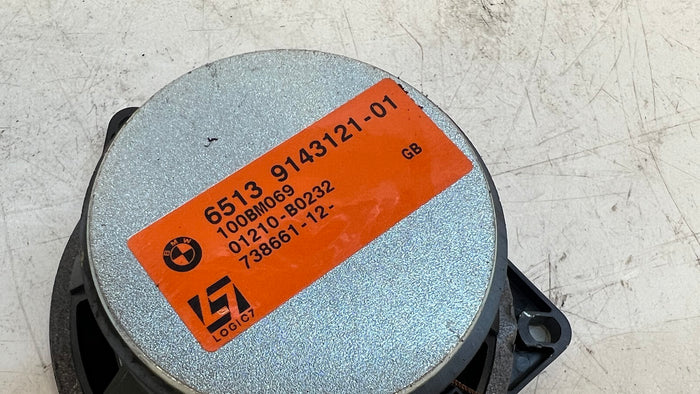 6513 9143121-01
100BM069 GB
01210-B0232
738661-12-
BMW
LOGIC7